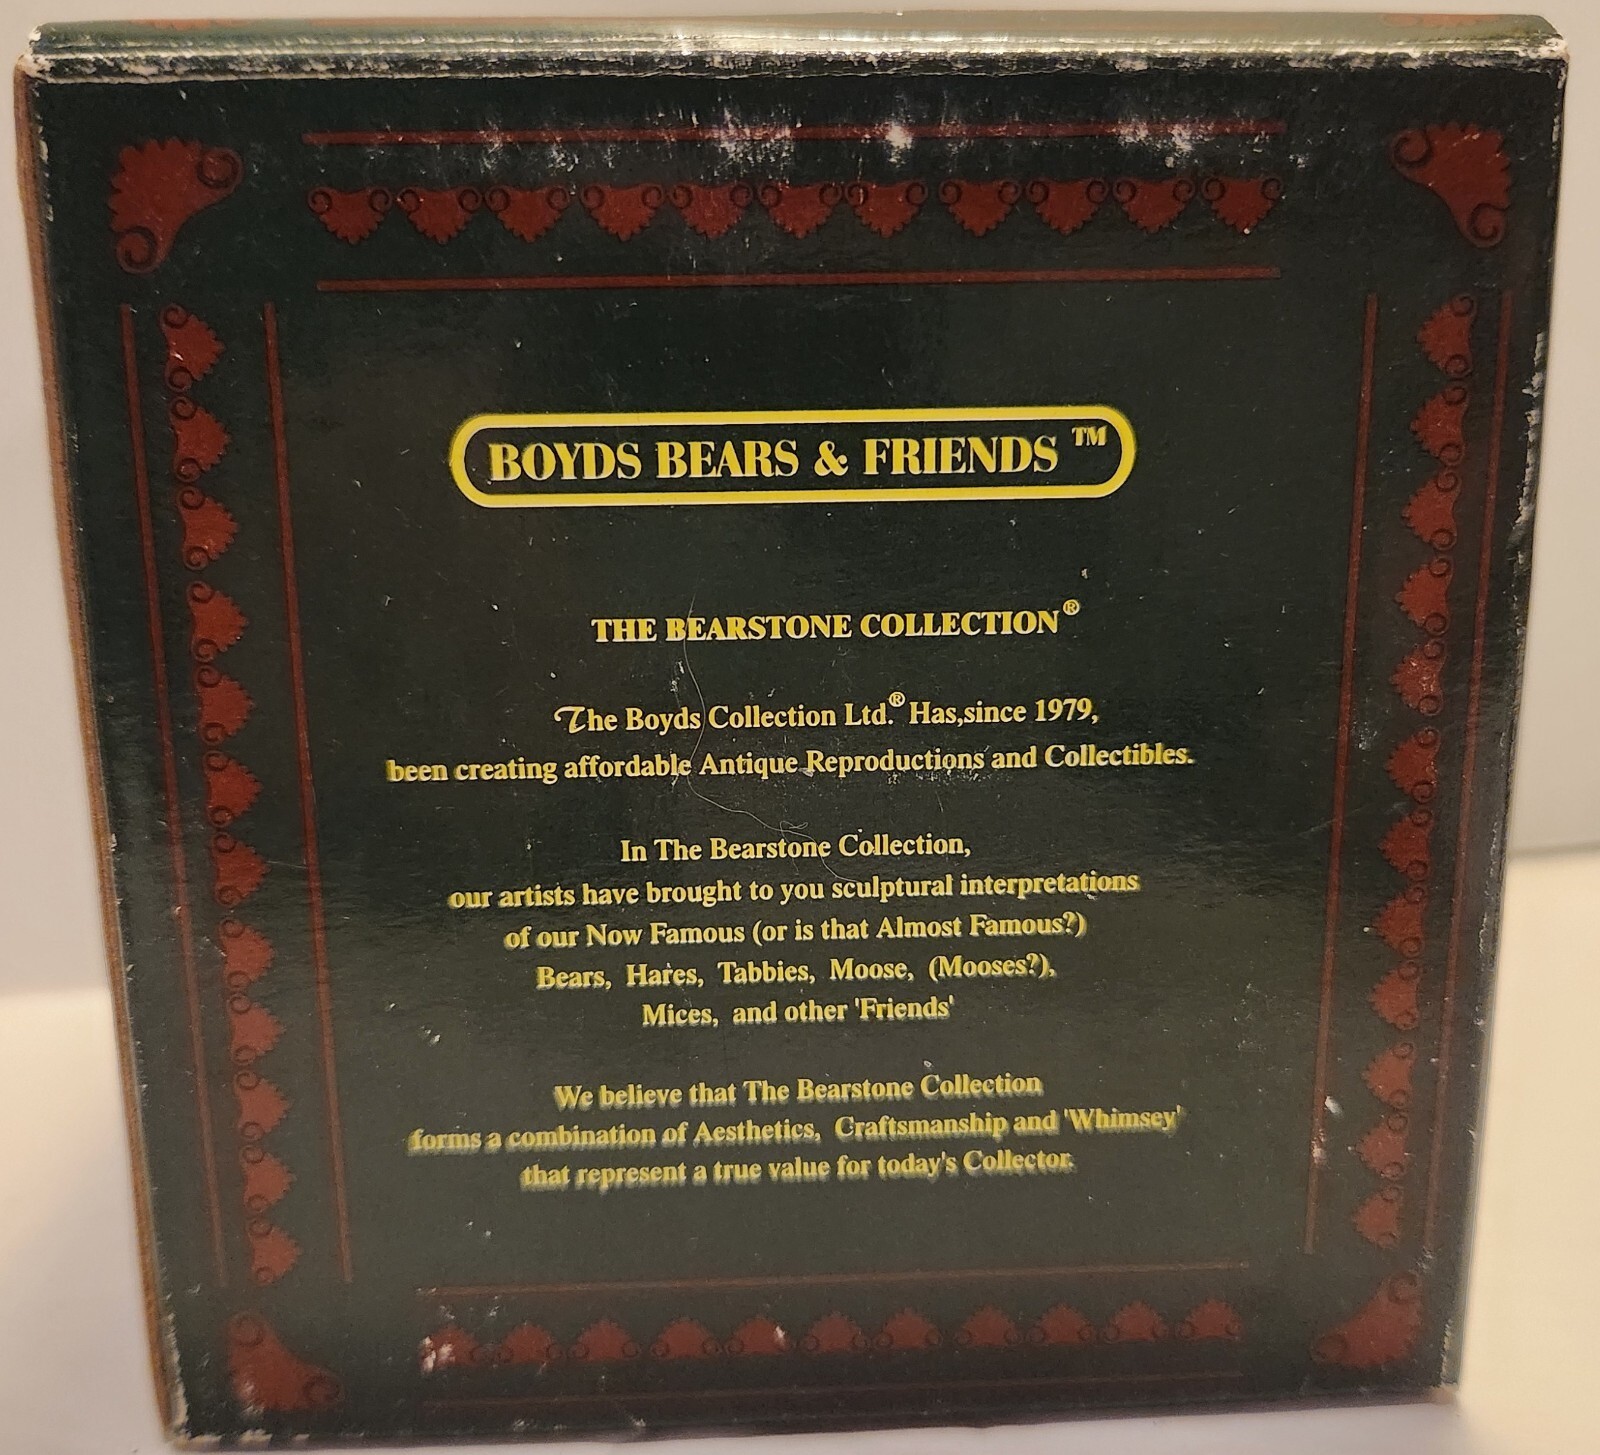 BOYDS BEARS & FRIENDS ™
THE BEARSTONE COLLECTION®
The Boyds Collection Ltd.® Has,since 1979,
been creating affordable Antique Reproductions and Collectibles.
In The Bearstone Collection,
our artists have brought to you sculptural interpretations
of our Now Famous (or is that Almost Famous?)
Bears, Hares, Tabbies, Moose, (Mooses?),
Mices, and other 'Friends'
We believe that The Bearstone Collection
forms a combination of Aesthetics, Craftsmanship and 'Whimsey'
that represent a true value for today's Collector.